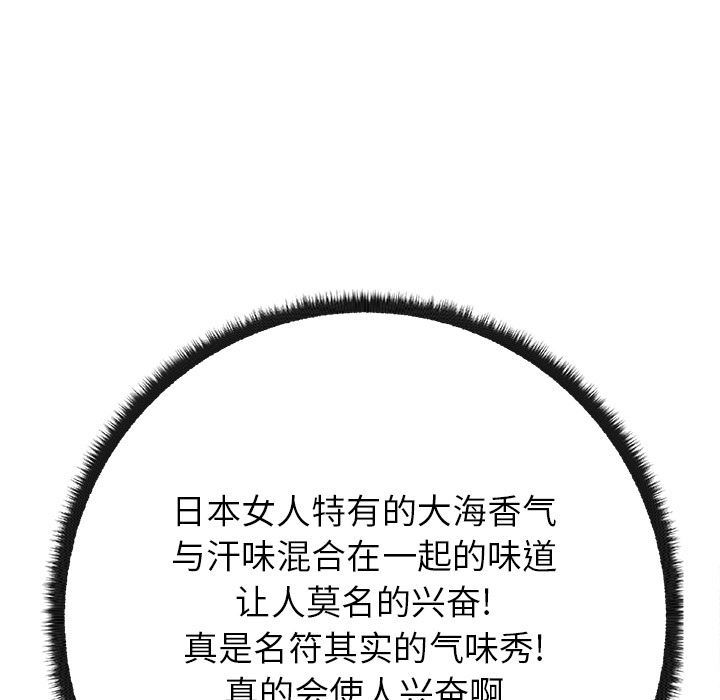 日本女人特有的大海香气
与汗味混合在一起的味道
让人莫名的兴奋!
真是名符其实的气味秀!
真的会使人兴奋啊